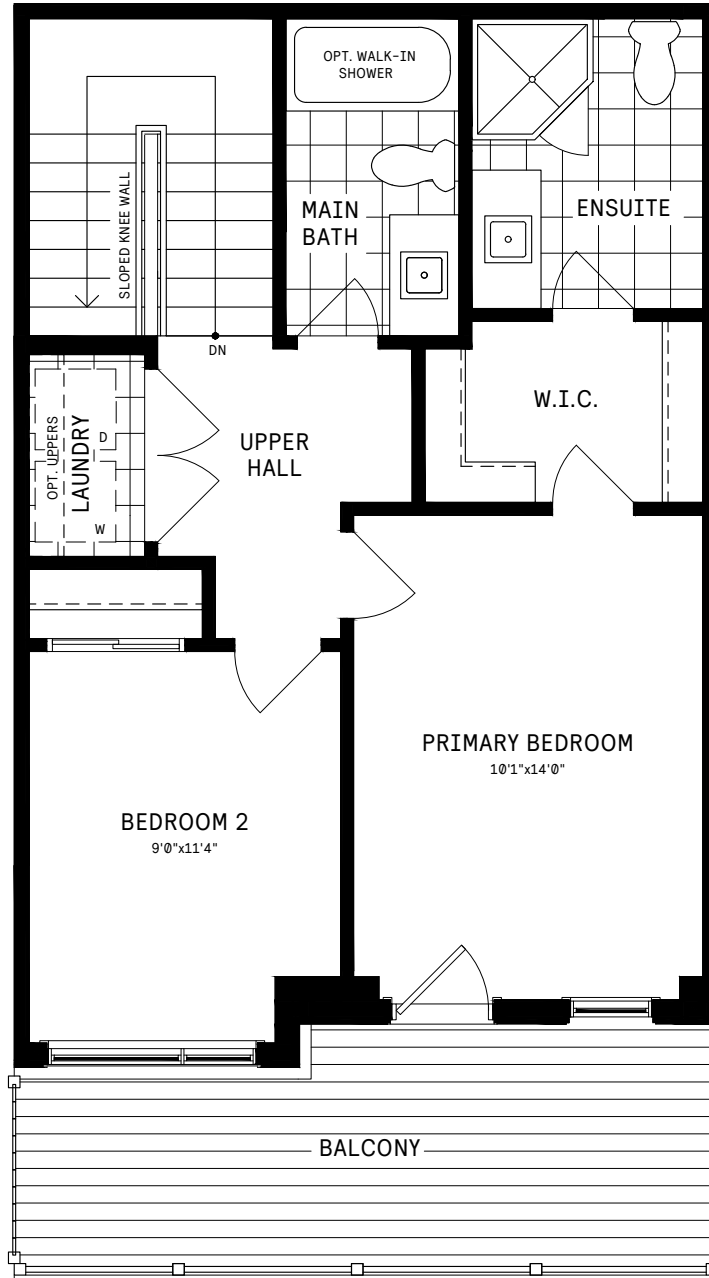 OPT. WALK-IN
SHOWER
SLOPED KNEE WALL
MAIN
BATH
ENSUITE
DN
W.I.C.
OPT. UPPERS
LAUNDRY
D
W
UPPER
HALL
PRIMARY BEDROOM
10'1"x14'0"
BEDROOM 2
9'0"x11'4"
BALCONY